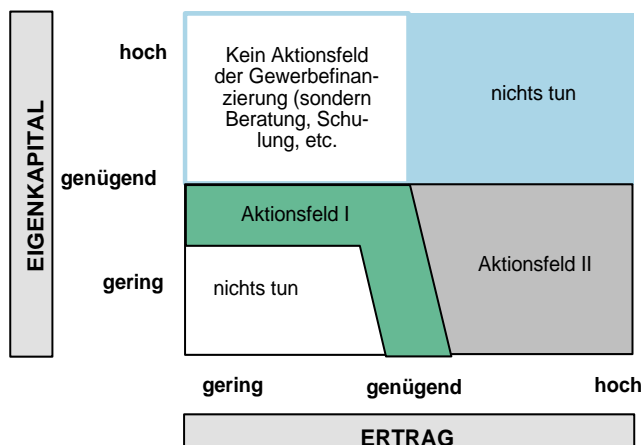 hoch
Kein Aktionsfeld
der Gewerbefinan-
zierung (sondern
Beratung, Schu-
lung, etc.
nichts tun
EIGENKAPITAL
genügend
Aktionsfeld I
Aktionsfeld II
gering
nichts tun
gering
genügend
hoch
ERTRAG